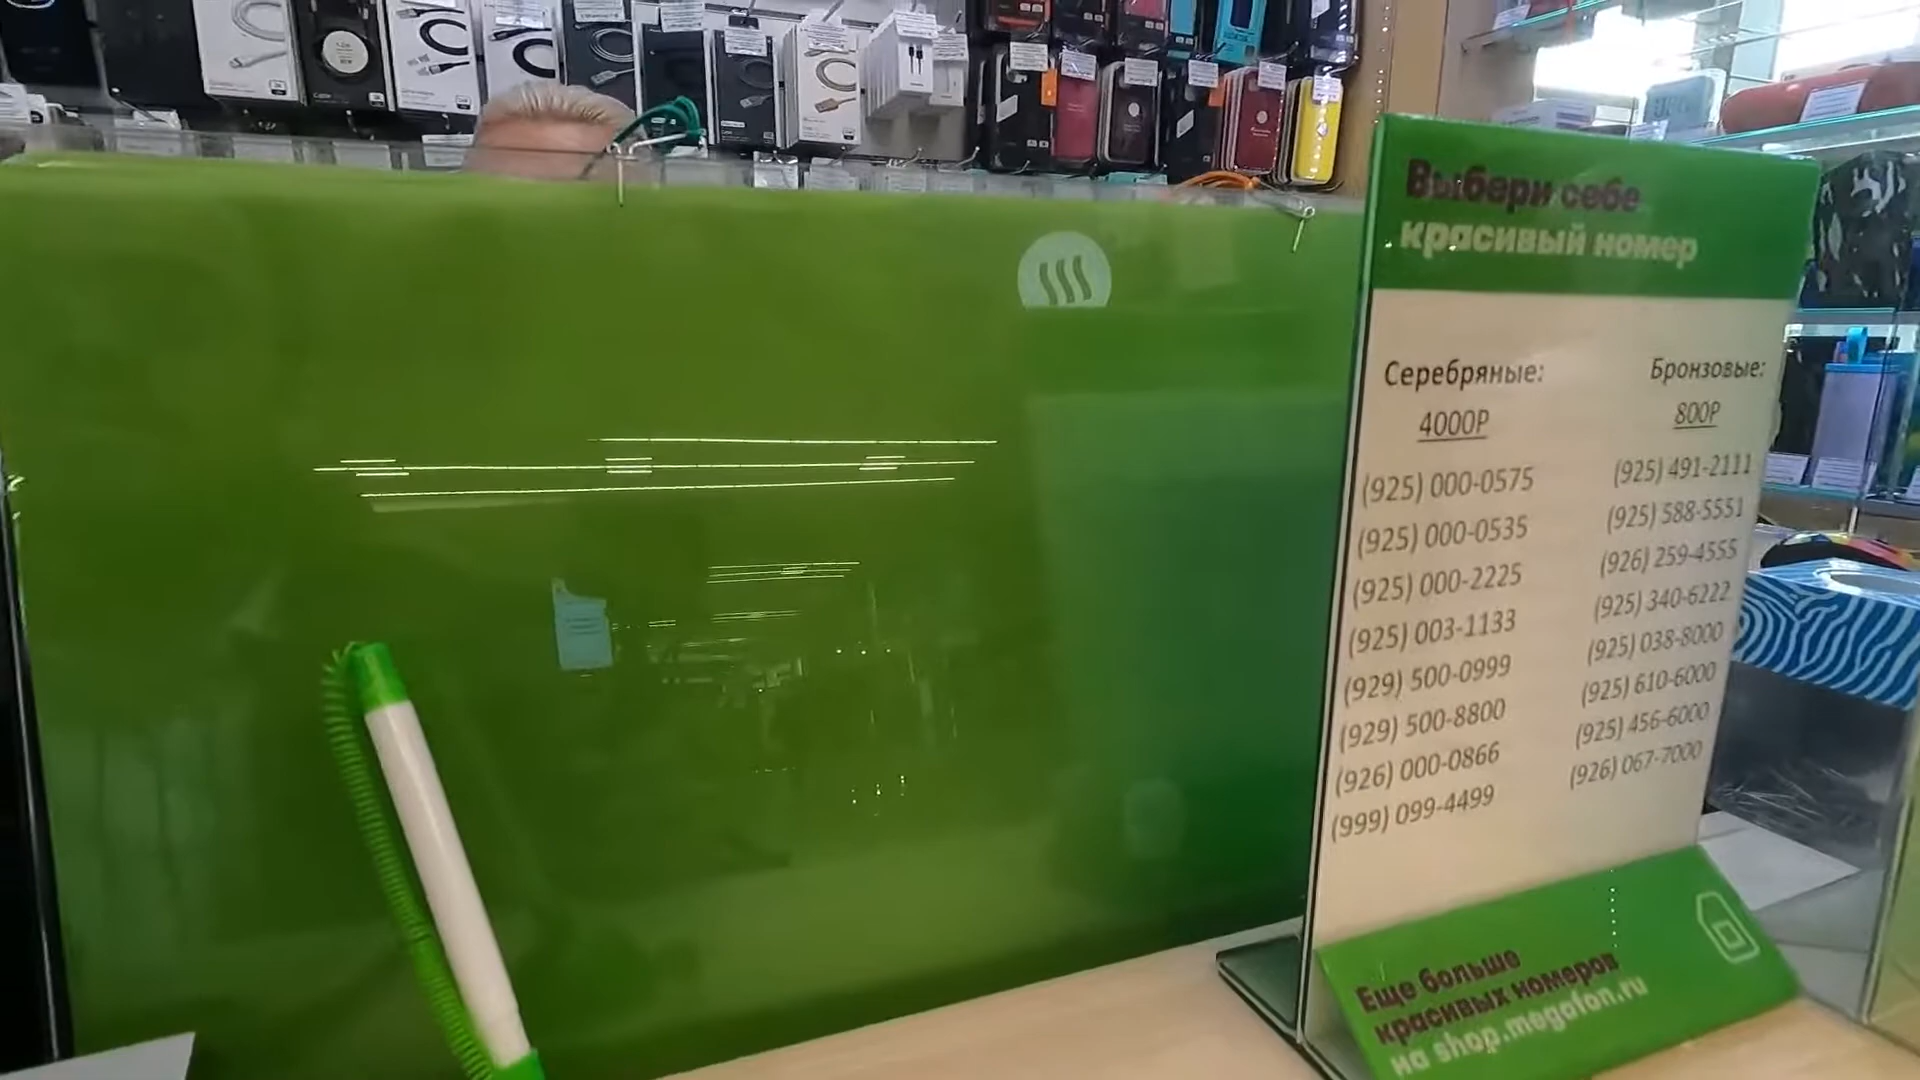 Выбери себе
красивый номер
Серебряные:
4000Р
(925) 000-0575
(925) 000-0535
(925) 000-2225
(925) 003-1133
(929) 500-0999
(929) 500-8800
(926) 000-0866
(999) 099-4499
Бронзовые:
800Р
(925) 491-2111
(925) 588-5551
(926) 259-4555
(925) 340-6222
(925) 038-8000
(925) 610-6000
(925) 456-6000
(926) 067-7000
Еще больше
красивых номеров
на shop.megafon.ru